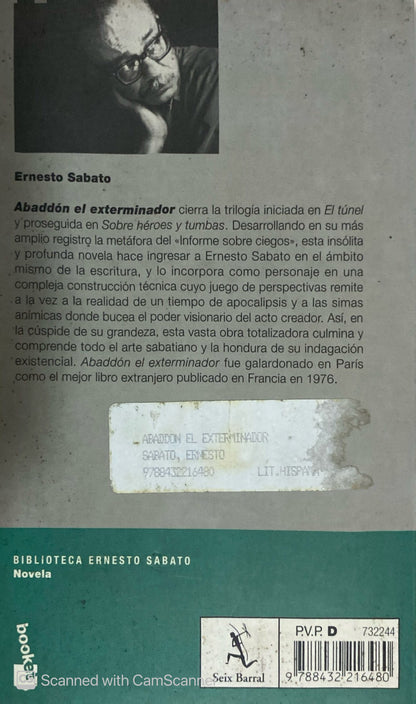 Ernesto Sabato
Abaddón el exterminador cierra la trilogía iniciada en El túnel
y proseguida en Sobre héroes y tumbas. Desarrollando en su más
amplio registro la metáfora del «Informe sobre ciegos», esta insólita
y profunda novela hace ingresar a Ernesto Sabato en el ámbito
mismo de la escritura, y lo incorpora como personaje en una
compleja construcción técnica cuyo juego de perspectivas remite
a la vez a la realidad de un tiempo de apocalipsis y a las simas
anímicas donde bucea el poder visionario del acto creador. Así, en
la cúspide de su grandeza, esta vasta obra totalizadora culmina y
comprende todo el arte sabatiano y la hondura de su indagación
existencial. Abaddón el exterminador fue galardonado en París
como el mejor libro extranjero publicado en Francia en 1976.
ABADDON EL EXTERMINADOR
SABATO, ERNESTO
9788432216480 LIT.HISPANA
BIBLIOTECA ERNESTO SABATO
Novela
booket
Seix Barral
P.V.P. D 732244
9 788432 216480
CS Scanned with CamScanner